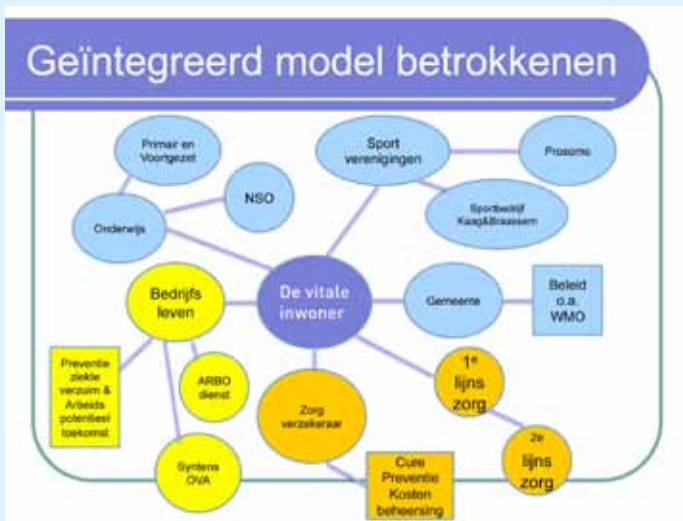 Geïntegreerd model betrokkenen
Primair en
Voortgezet
NSO
Onderwijs
Sport
verenigingen
Prosomo
Sportbedrijf
Kaag&Braassem
Bedrijfs
leven
De vitale
inwoner
Gemeente
Beleid
o.a.
WMO
Preventie
ziekte
verzuim &
Arbeids
potentieel
toekomst
ARBO
dienst
Syntens
OVA
Zorg
verzekeraar
Cure
Preventie
Kosten
beheersing
1e
lijns
zorg
2e
lijns
zorg